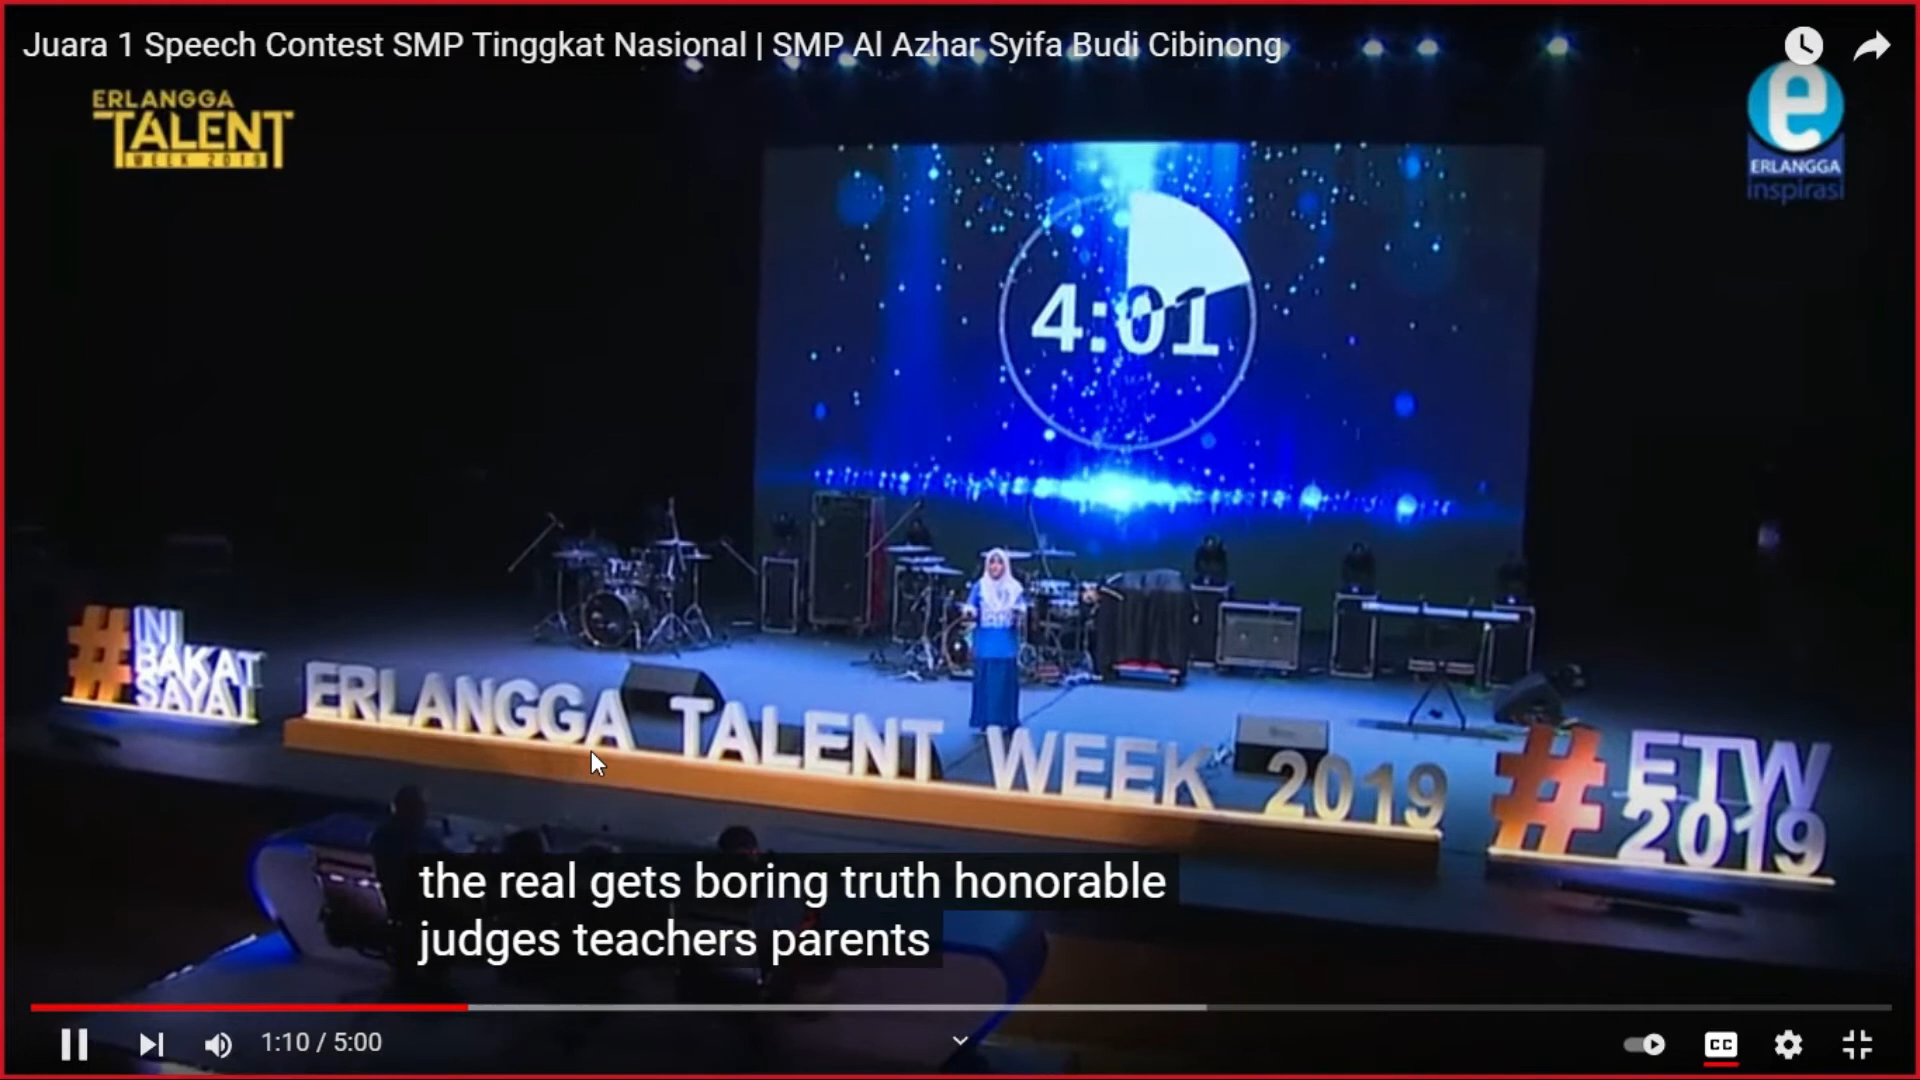 Juara 1 Speech Contest SMP Tinggkat Nasional | SMP Al Azhar Syifa Budi Cibinong
ERLANGGA
TALENT
WEEK 2019
e
ERLANGGA
inspirasi
4:01
#INI
BAKAT
SAYA!
ERLANGGA TALENT WEEK 2019
#ETW
2019
the real gets boring truth honorable
judges teachers parents
1:10 / 5:00
CC